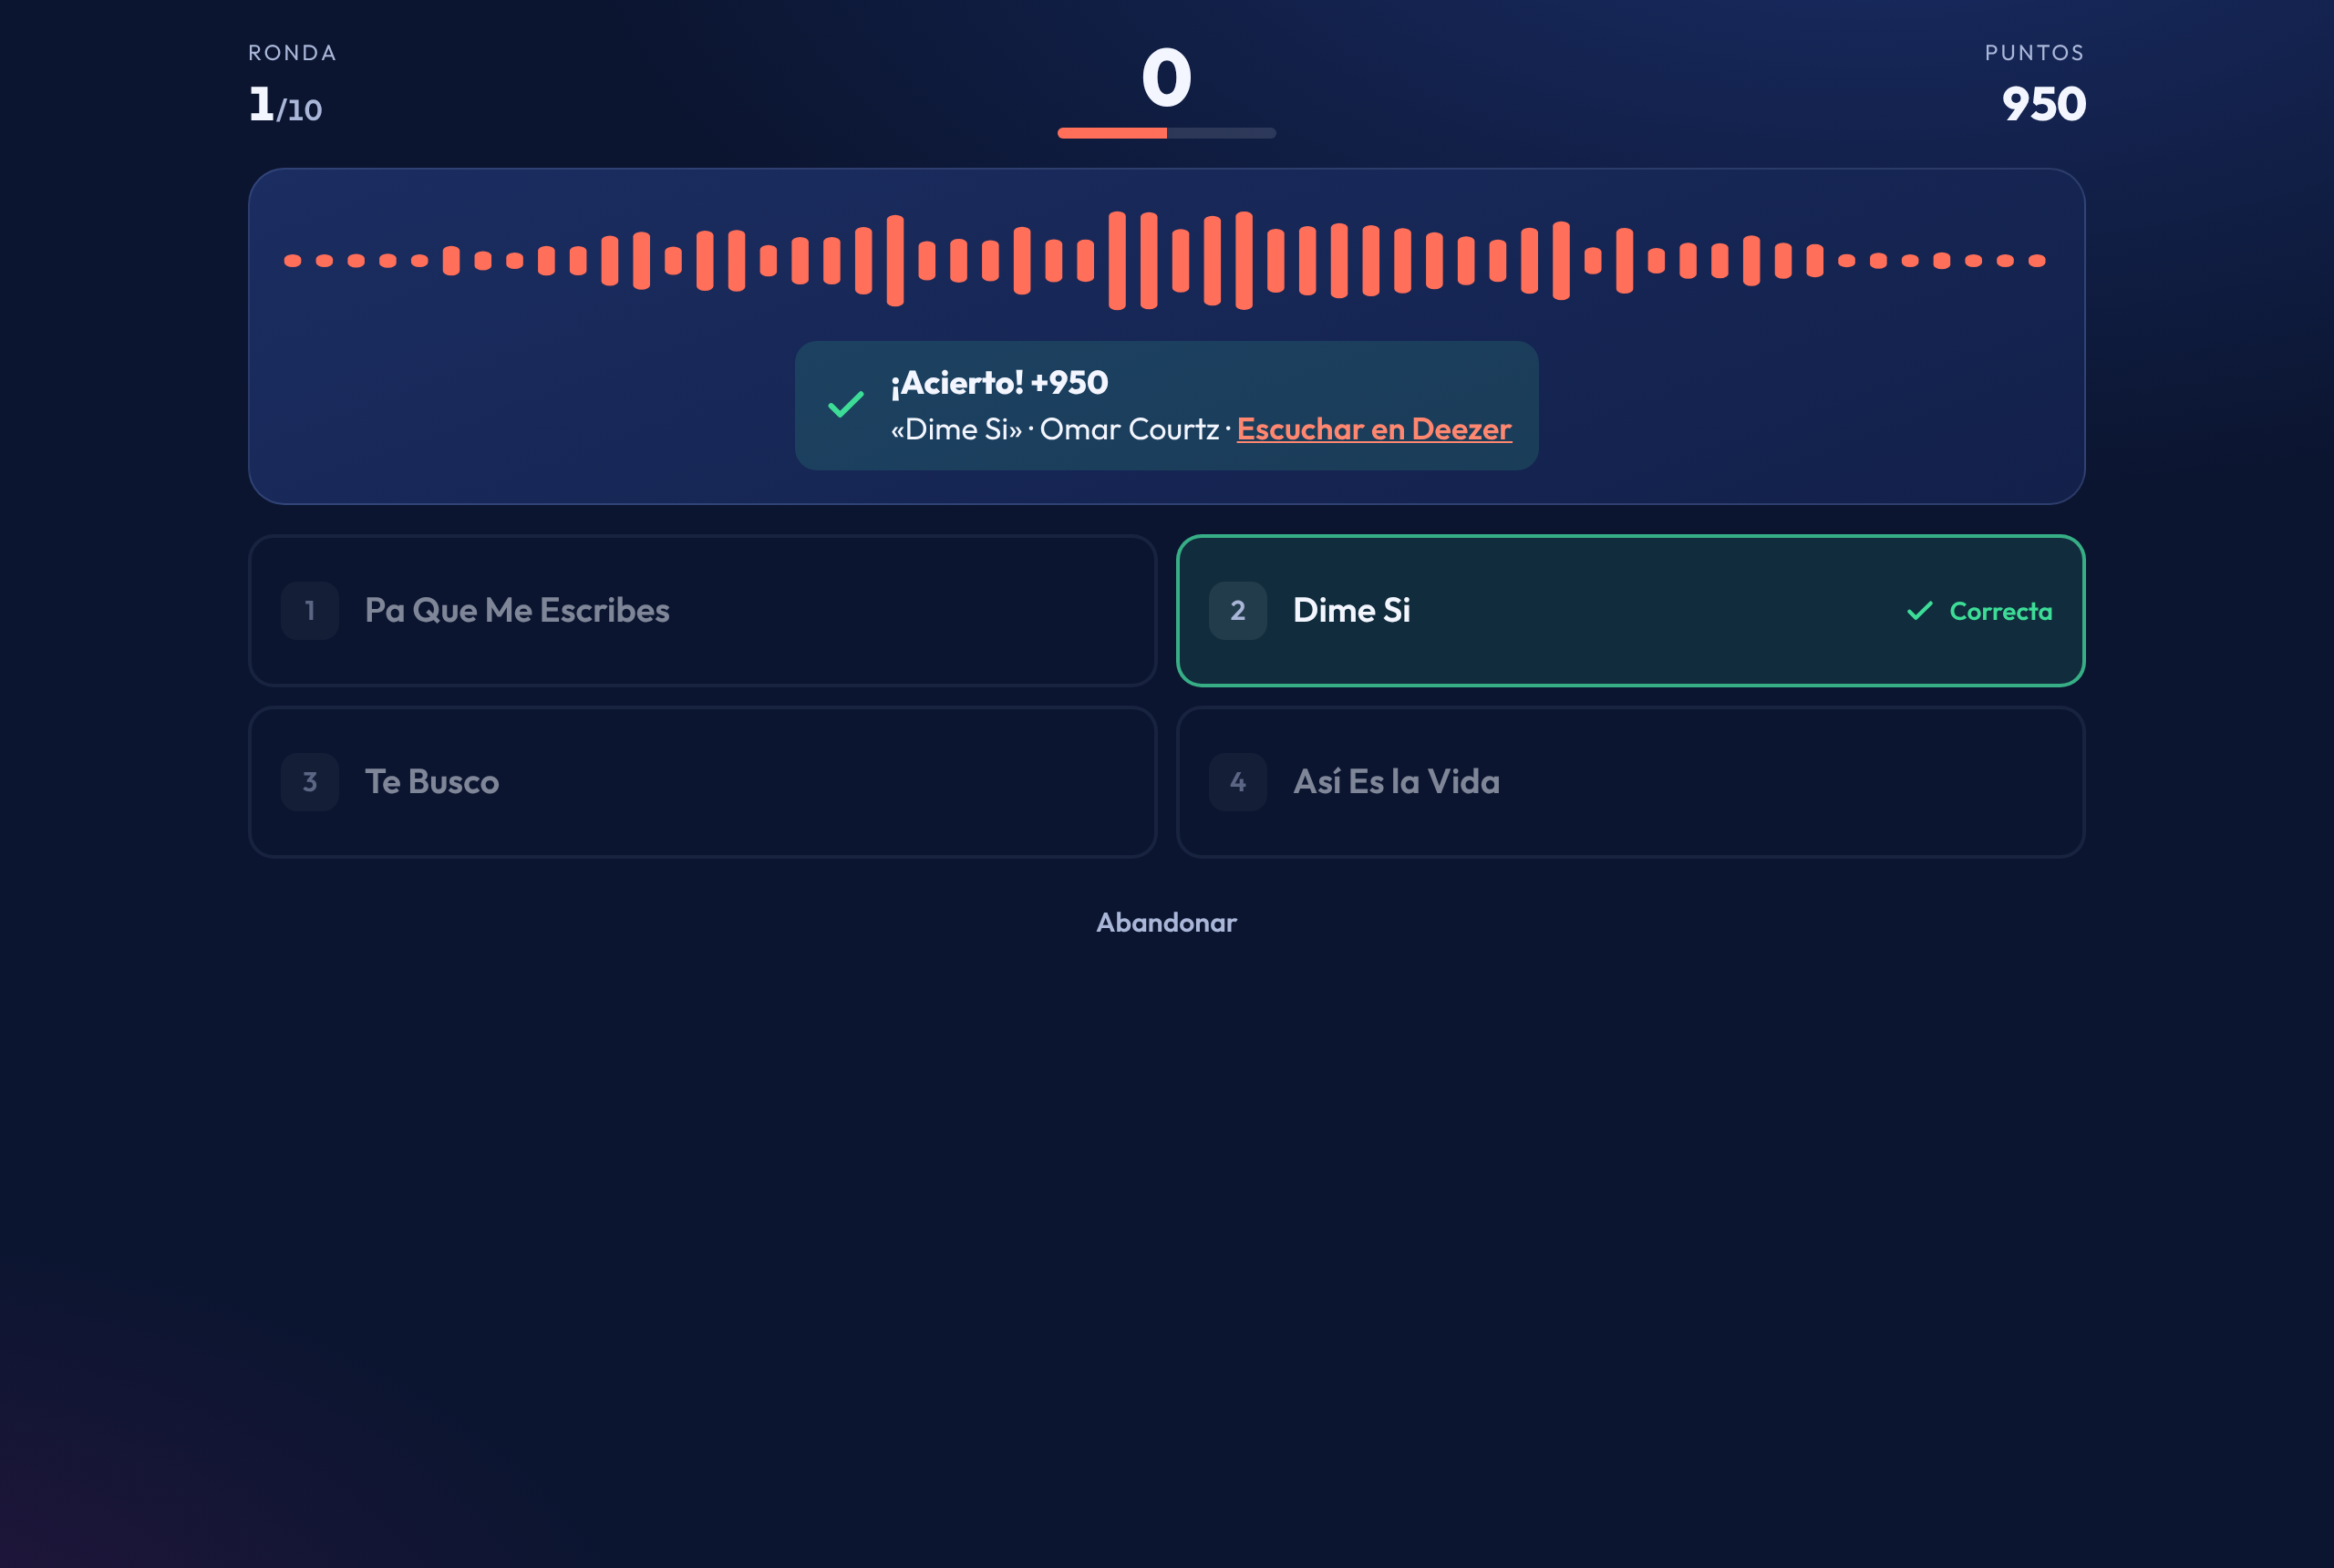 RONDA
1/10
0
PUNTOS
950
¡Acierto! +950
«Dime Si» · Omar Courtz · Escuchar en Deezer
1 Pa Que Me Escribes
2 Dime Si Correcta
3 Te Busco
4 Así Es la Vida
Abandonar